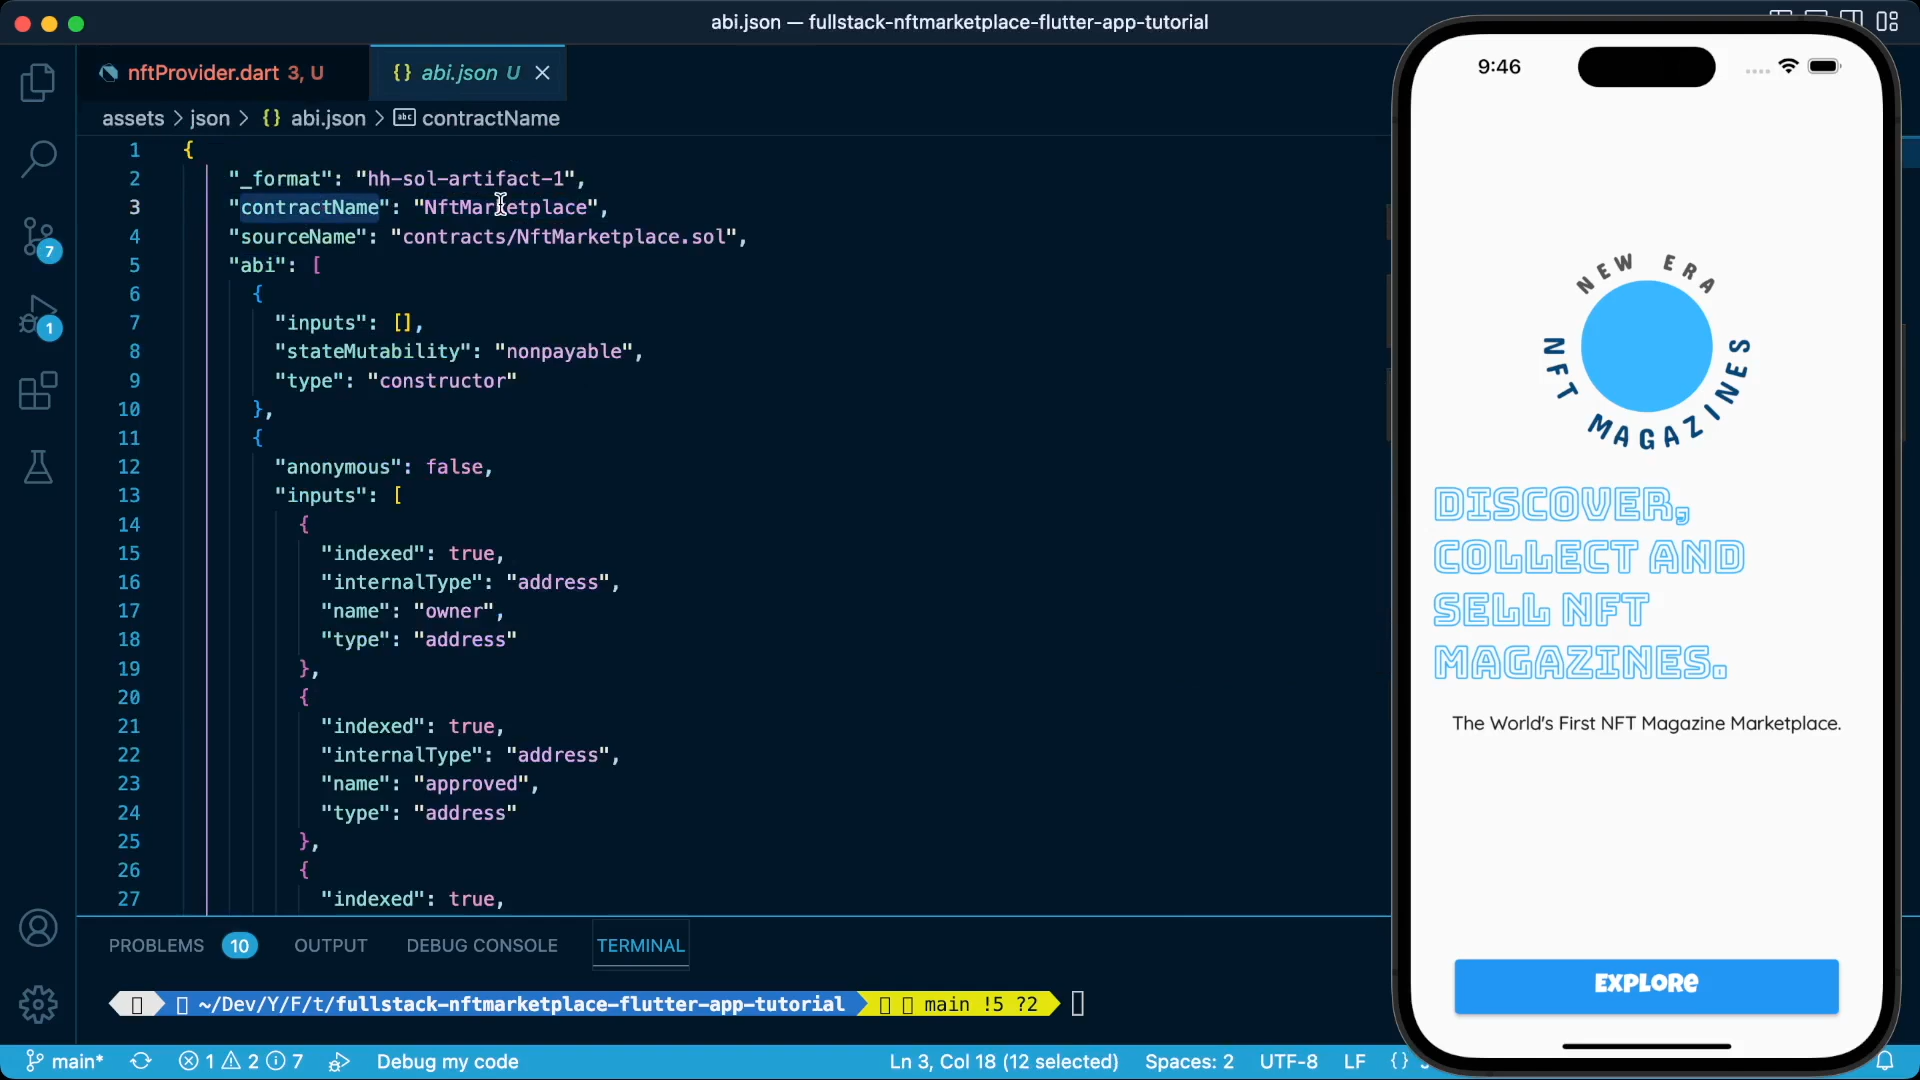 abi.json — fullstack-nftmarketplace-flutter-app-tutorial
nftProvider.dart 3, U
{} abi.json U
assets > json > {} abi.json > contractName
1 {
2 "_format": "hh-sol-artifact-1",
3 "contractName": "NftMarketplace",
4 "sourceName": "contracts/NftMarketplace.sol",
5 "abi": [
6 {
7 "inputs": [],
8 "stateMutability": "nonpayable",
9 "type": "constructor"
10 },
11 {
12 "anonymous": false,
13 "inputs": [
14 {
15 "indexed": true,
16 "internalType": "address",
17 "name": "owner",
18 "type": "address"
19 },
20 {
21 "indexed": true,
22 "internalType": "address",
23 "name": "approved",
24 "type": "address"
25 },
26 {
27 "indexed": true,
7
1
PROBLEMS 10 OUTPUT DEBUG CONSOLE TERMINAL
~/Dev/Y/F/t/fullstack-nftmarketplace-flutter-app-tutorial main !5 ?2
main* 1 2 7 Debug my code Ln 3, Col 18 (12 selected) Spaces: 2 UTF-8 LF {}
9:46
NEW ERA
NFT MAGAZINES
DISCOVER,
COLLECT AND
SELL NFT
MAGAZINES.
The World's First NFT Magazine Marketplace.
EXPLORE